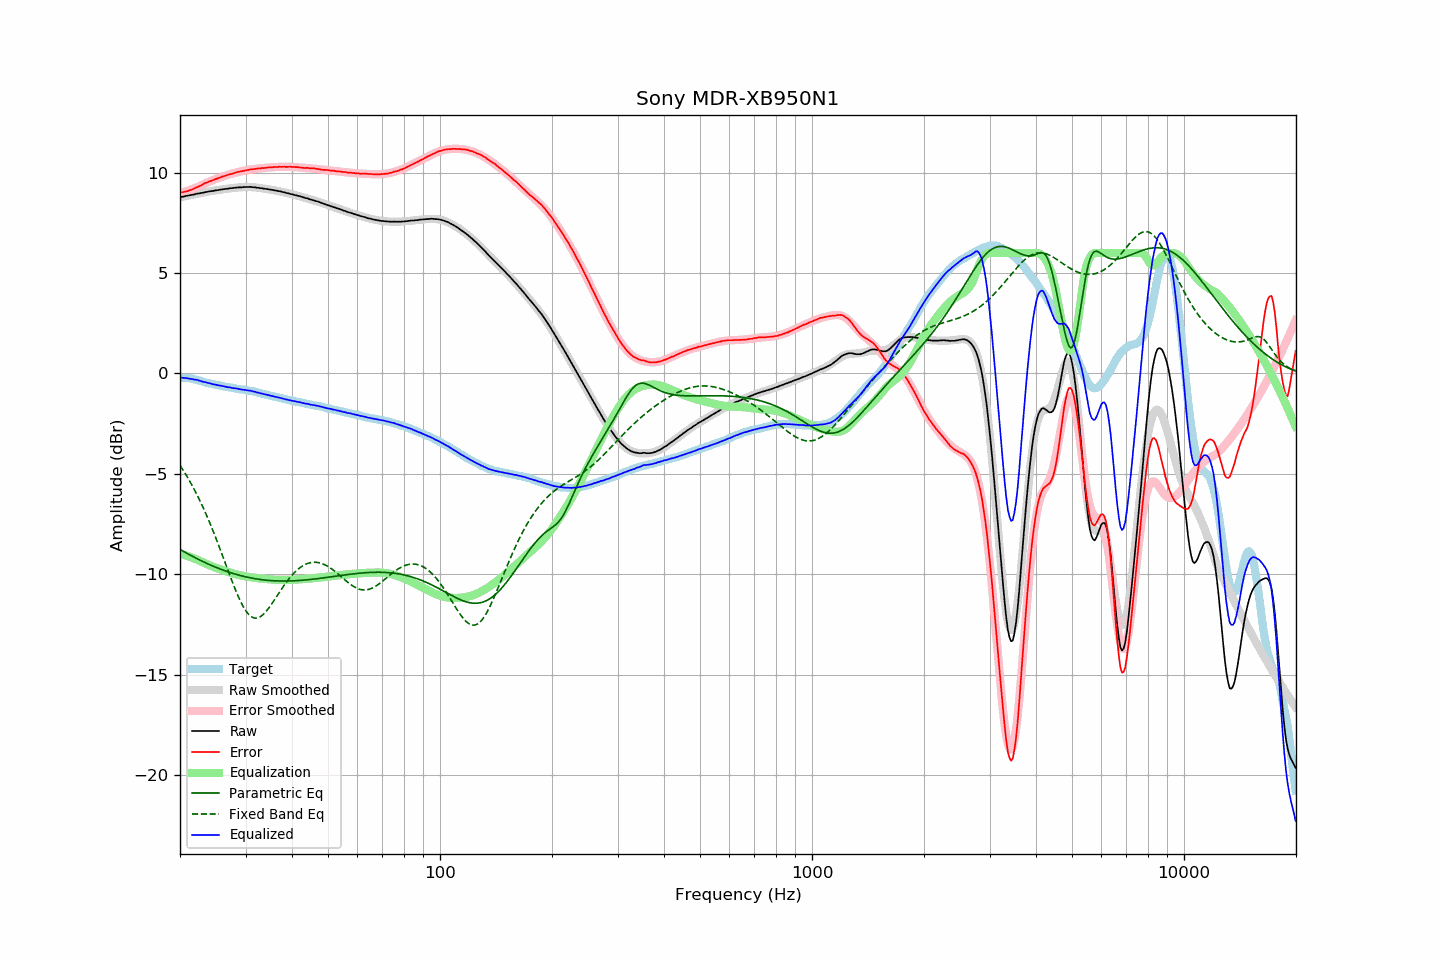 Sony MDR-XB950N1
Amplitude (dBr)
10
5
0
−5
−10
−15
−20
Target
Raw Smoothed
Error Smoothed
Raw
Error
Equalization
Parametric Eq
Fixed Band Eq
Equalized
100
1000
10000
Frequency (Hz)